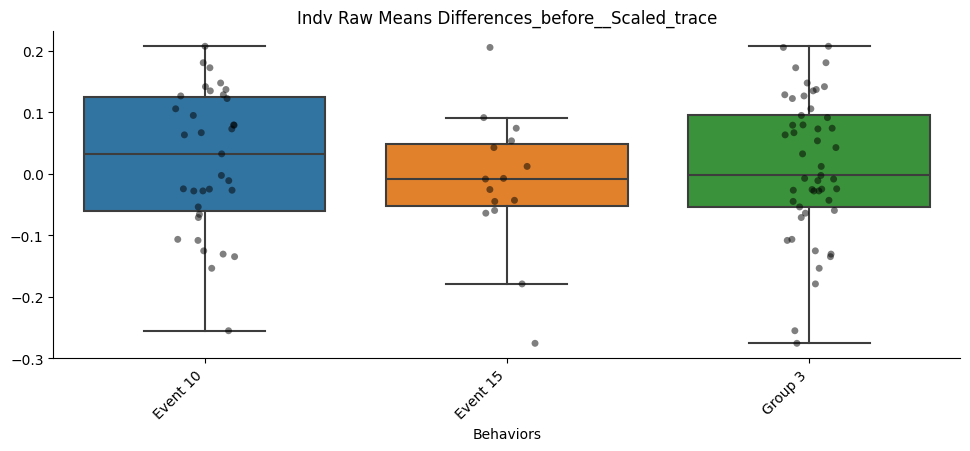 Indv Raw Means Differences_before__Scaled_trace
0.2
0.1
0.0
−0.1
−0.2
−0.3
Event 10
Event 15
Group 3
Behaviors